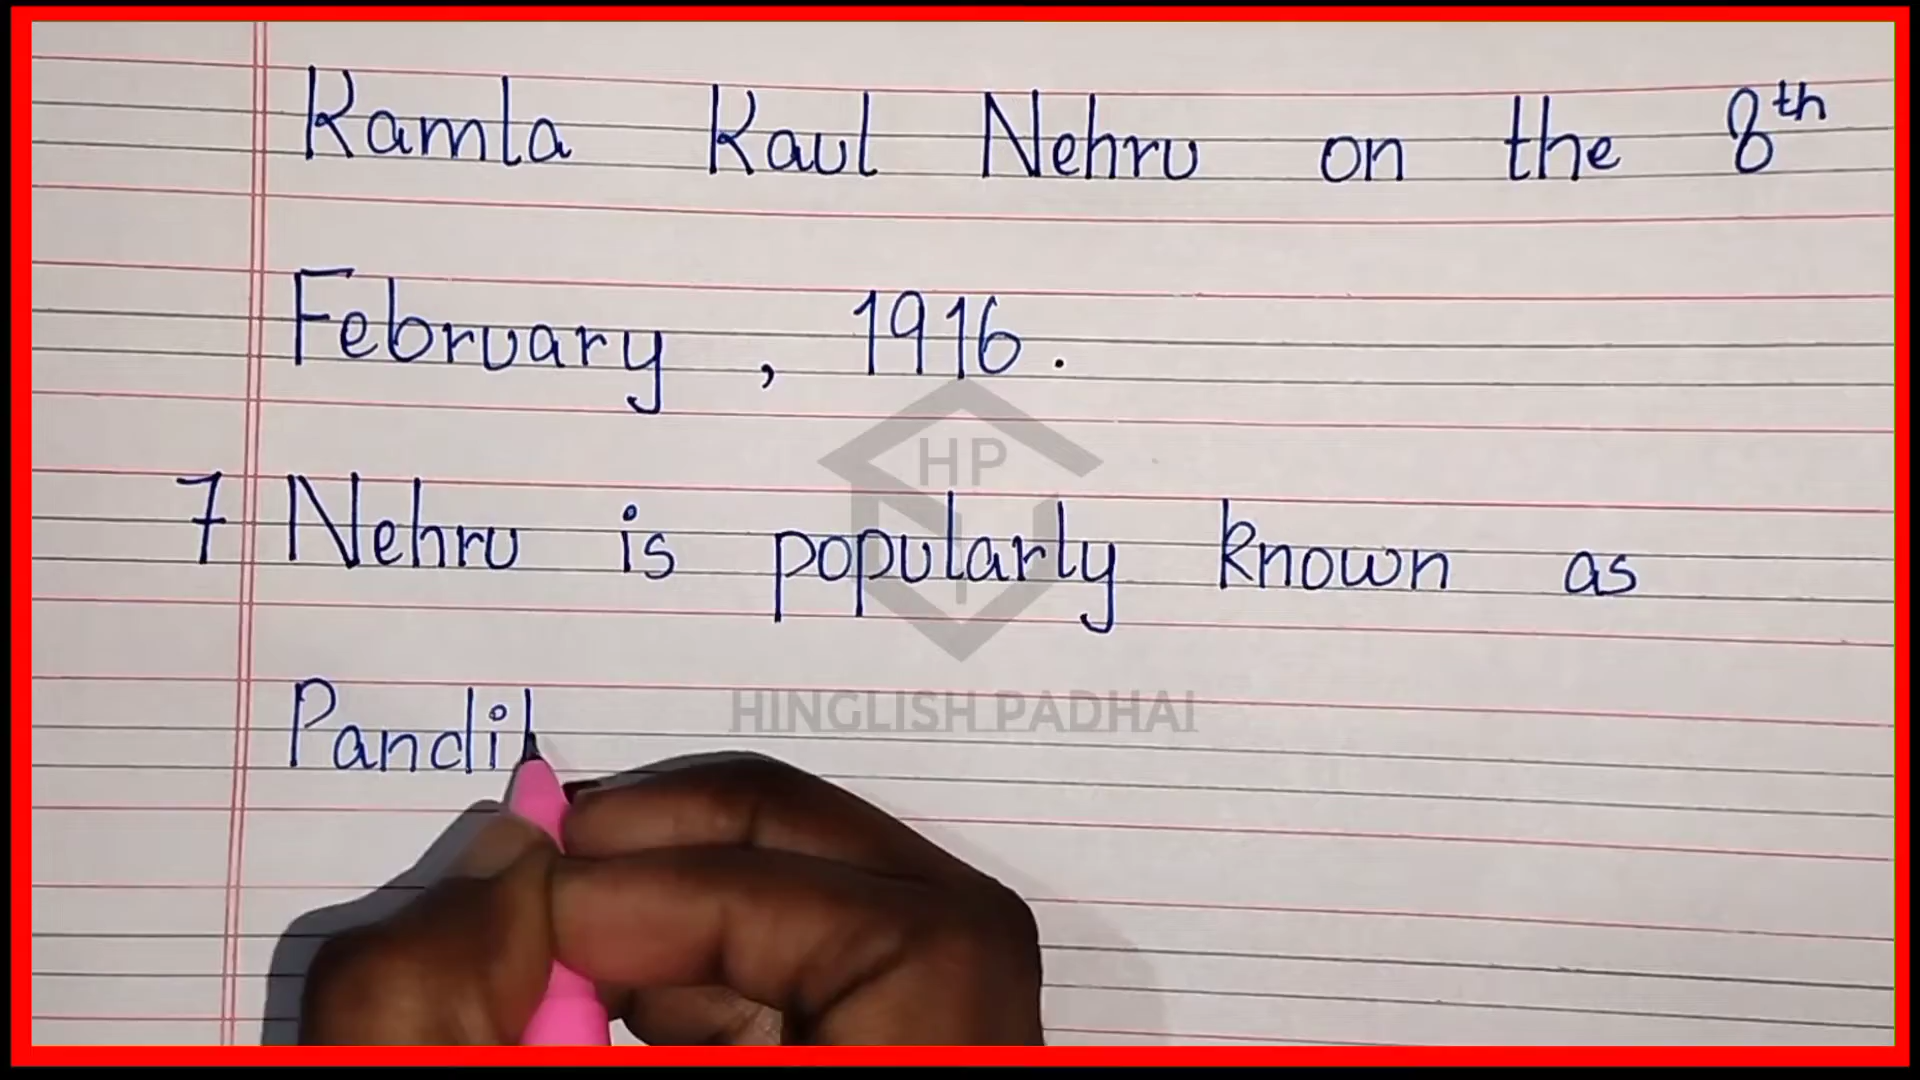 Kamla Kaul Nehru on the 8th
February , 1916.
7 Nehru is popularly known as
Pandit
HP
HINGLISH PADHAI